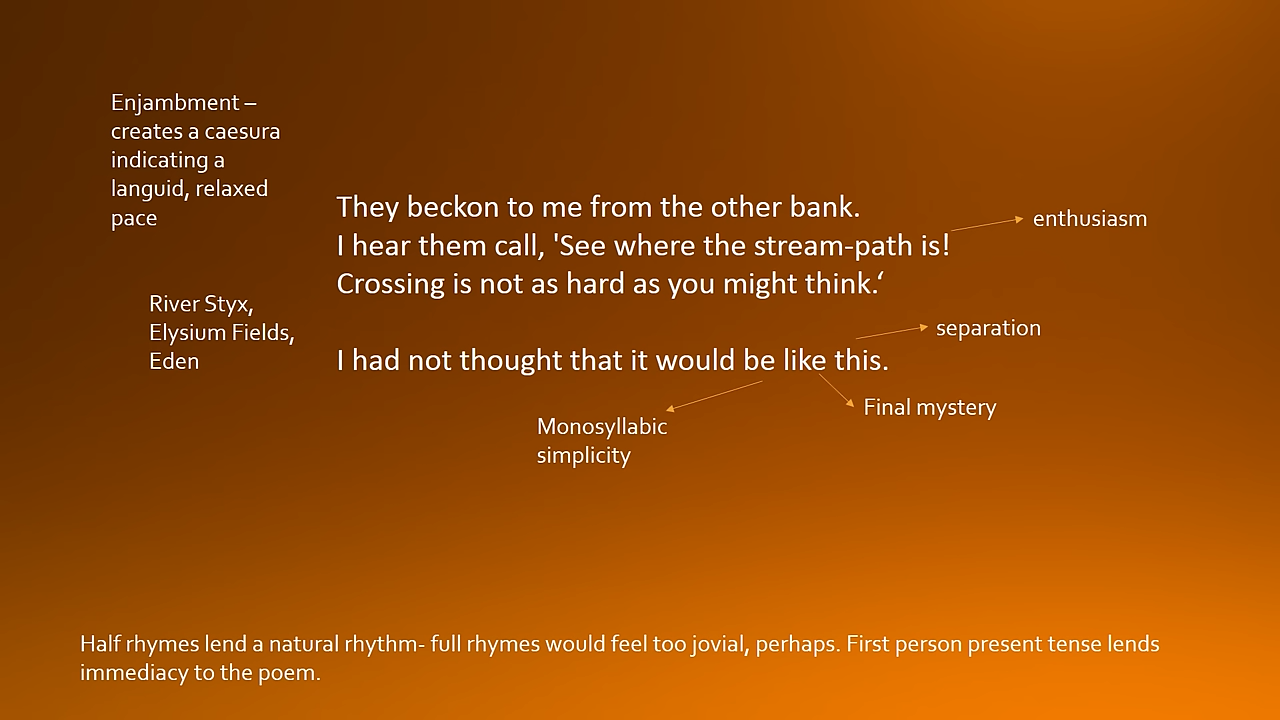 Enjambment –
creates a caesura
indicating a
languid, relaxed
pace
They beckon to me from the other bank.
I hear them call, 'See where the stream-path is!
Crossing is not as hard as you might think.‘
enthusiasm
River Styx,
Elysium Fields,
Eden
separation
I had not thought that it would be like this.
Final mystery
Monosyllabic
simplicity
Half rhymes lend a natural rhythm- full rhymes would feel too jovial, perhaps. First person present tense lends
immediacy to the poem.